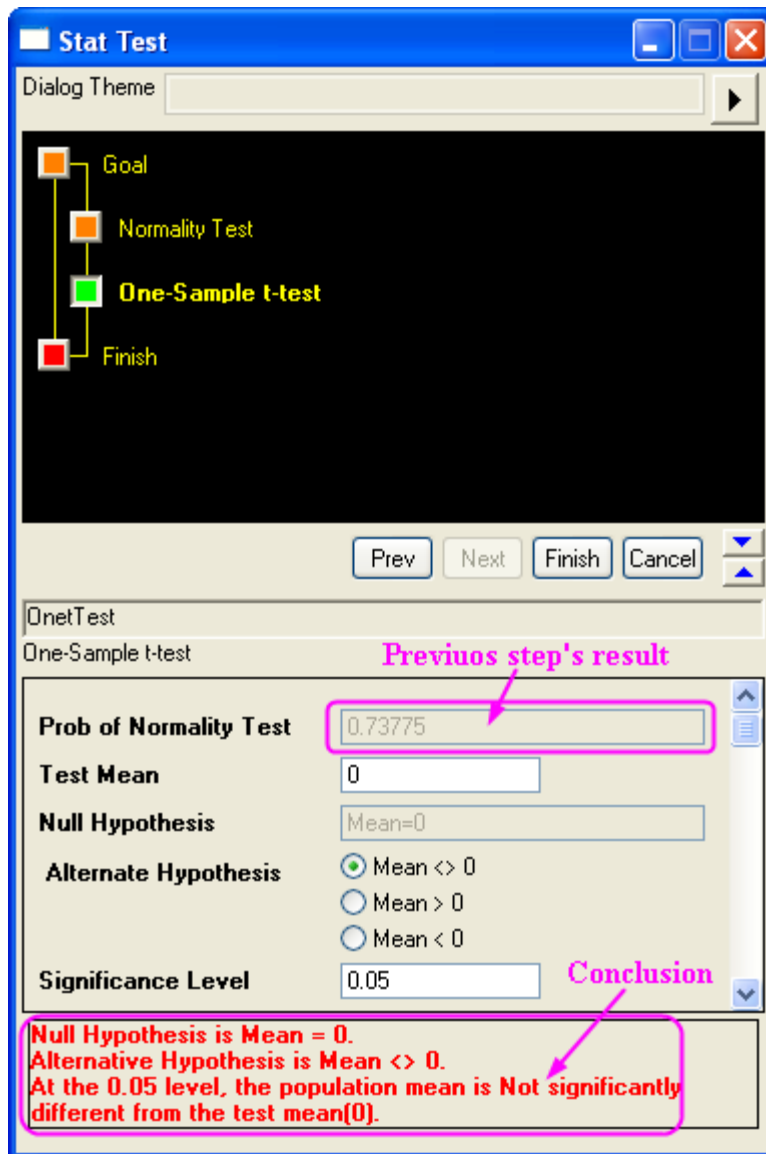 Stat Test
Dialog Theme
Goal
Normality Test
One-Sample t-test
Finish
Prev Next Finish Cancel
OnetTest
One-Sample t-test
Previuos step's result
Prob of Normality Test 0.73775
Test Mean 0
Null Hypothesis Mean=0
Alternate Hypothesis Mean <> 0
Mean > 0
Mean < 0
Significance Level 0.05
Conclusion
Null Hypothesis is Mean = 0.
Alternative Hypothesis is Mean <> 0.
At the 0.05 level, the population mean is Not significantly
different from the test mean(0).